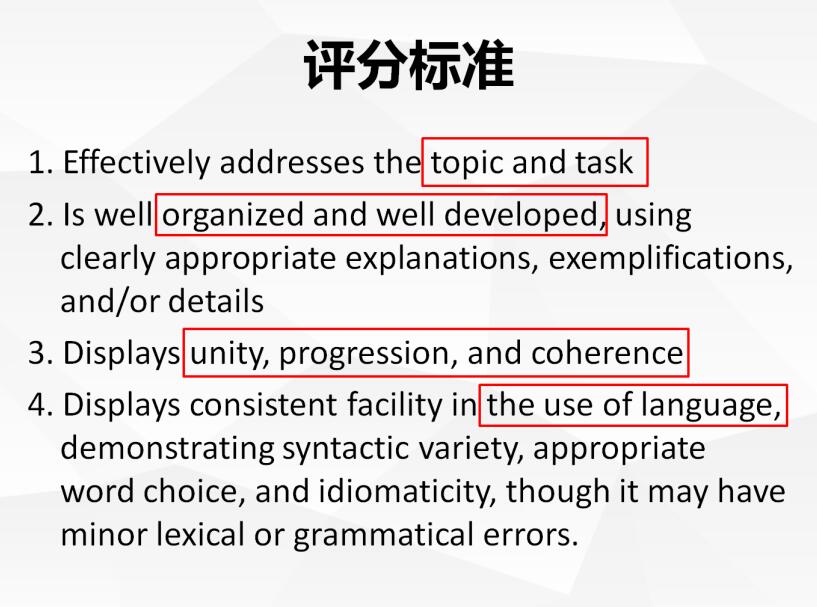 评分标准
1. Effectively addresses the topic and task
2. Is well organized and well developed, using
clearly appropriate explanations, exemplifications,
and/or details
3. Displays unity, progression, and coherence
4. Displays consistent facility in the use of language,
demonstrating syntactic variety, appropriate
word choice, and idiomaticity, though it may have
minor lexical or grammatical errors.